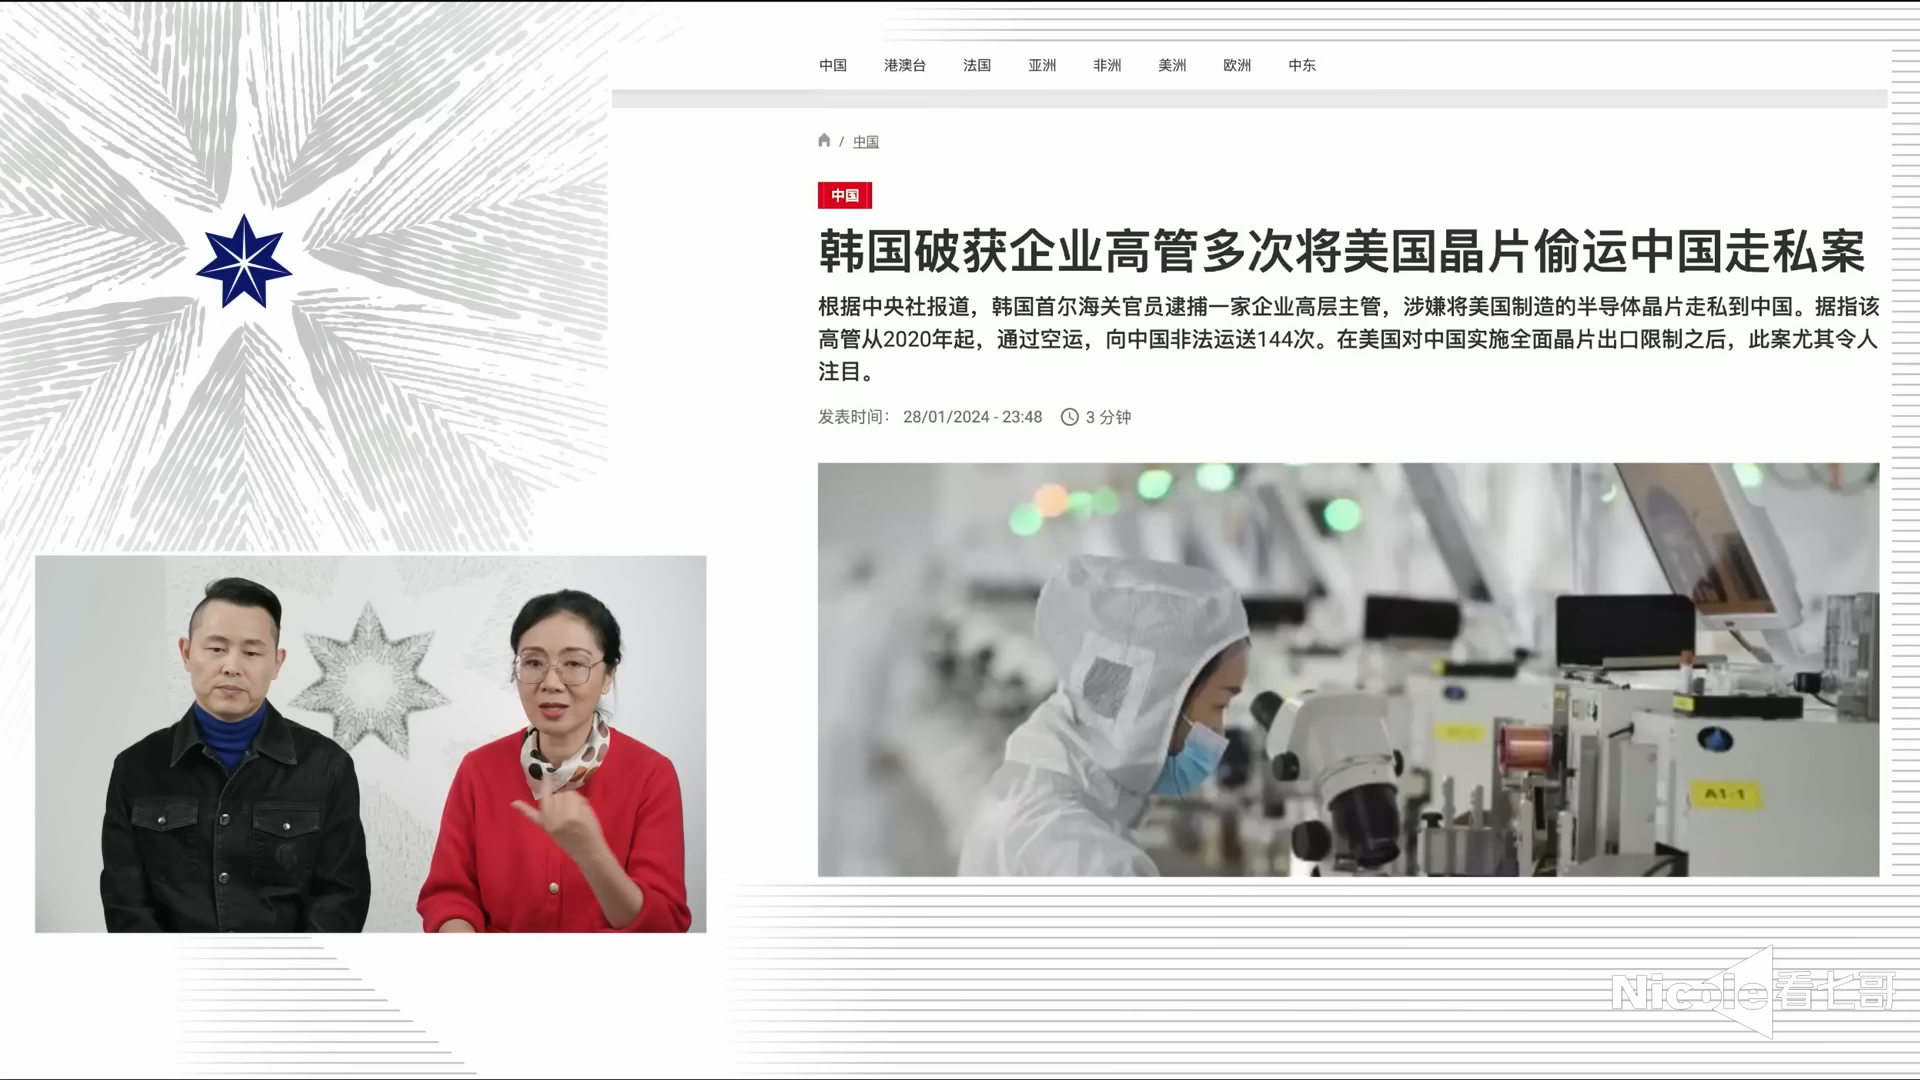 中国 港澳台 法国 亚洲 非洲 美洲 欧洲 中东
/ 中国
中国
韩国破获企业高管多次将美国晶片偷运中国走私案
根据中央社报道，韩国首尔海关官员逮捕一家企业高层主管，涉嫌将美国制造的半导体晶片走私到中国。据指该
高管从2020年起，通过空运，向中国非法运送144次。在美国对中国实施全面晶片出口限制之后，此案尤其令人
注目。
发表时间： 28/01/2024 - 23:48 3 分钟
A1-1
Nicole看七哥